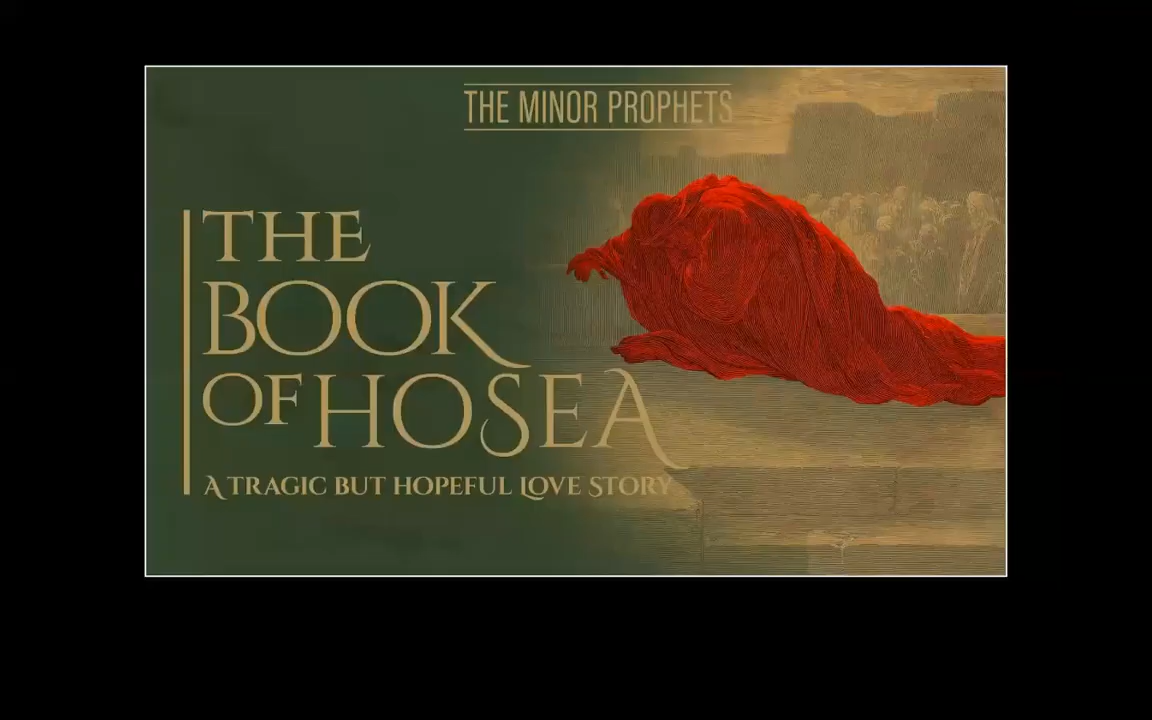 THE MINOR PROPHETS
THE
BOOK
OF HOSEA
A TRAGIC BUT HOPEFUL LOVE STORY